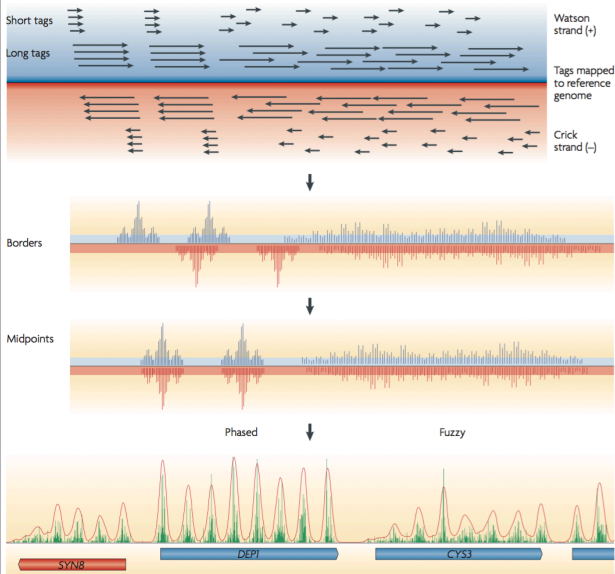 Short tags
Long tags
Watson
strand (+)
Tags mapped
to reference
genome
Crick
strand (–)
Borders
Midpoints
Phased
Fuzzy
SYN8
DEP1
CYS3